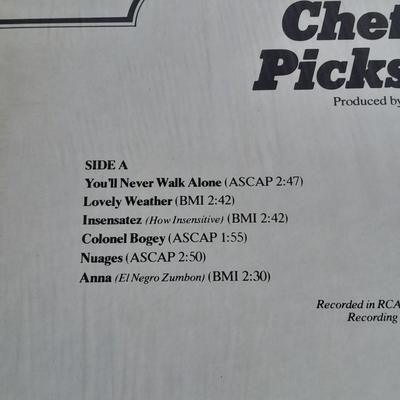 Chet
Picks
Produced by
SIDE A
You'll Never Walk Alone (ASCAP 2:47)
Lovely Weather (BMI 2:42)
Insensatez (How Insensitive) (BMI 2:42)
Colonel Bogey (ASCAP 1:55)
Nuages (ASCAP 2:50)
Anna (El Negro Zumbon) (BMI 2:30)
Recorded in RCA
Recording